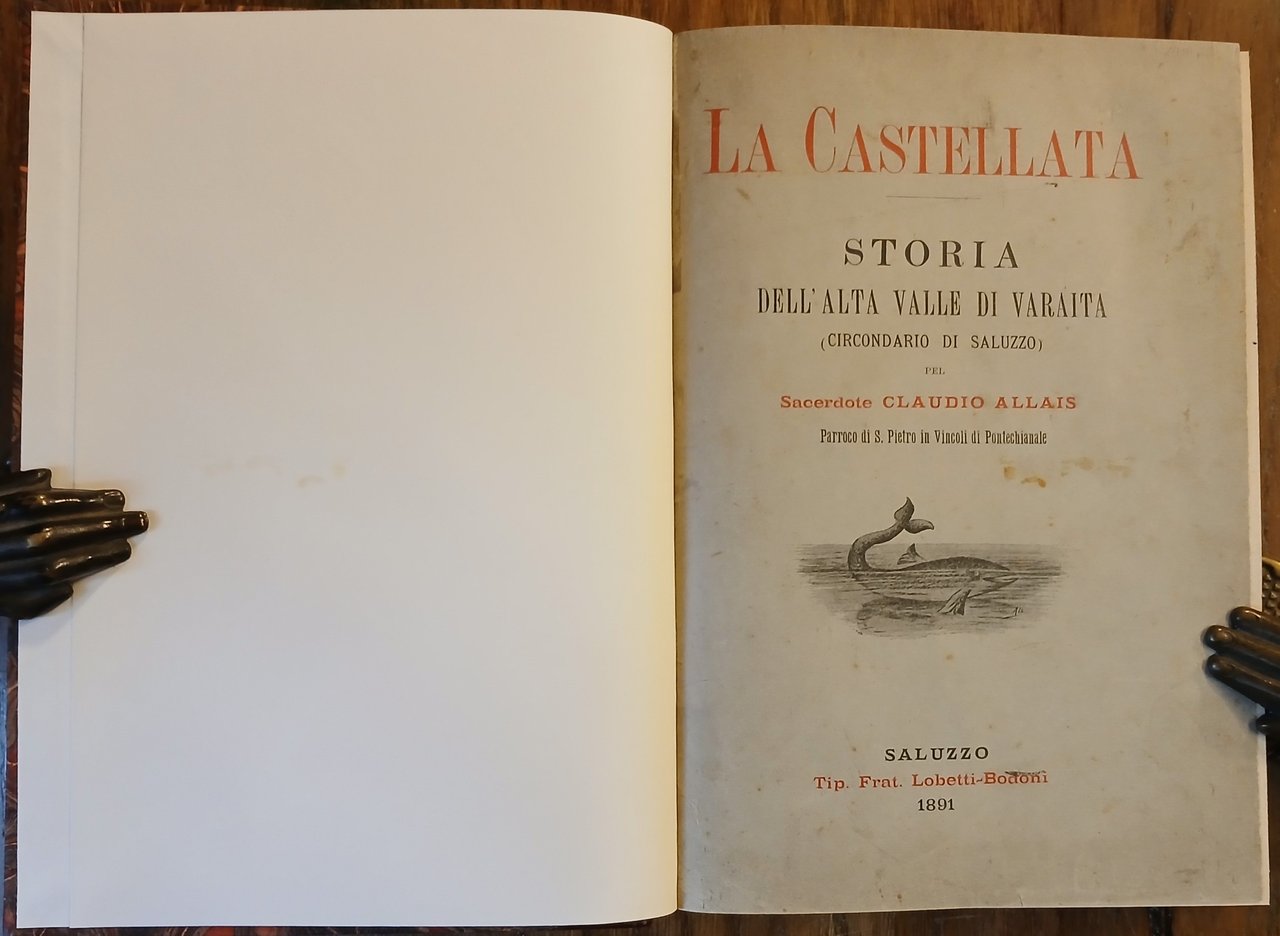 LA CASTELLATA
STORIA
DELL'ALTA VALLE DI VARAITA
(CIRCONDARIO DI SALUZZO)
PEL
Sacerdote CLAUDIO ALLAIS
Parroco di S. Pietro in Vincoli di Pontechianale
SALUZZO
Tip. Frat. Lobetti-Bodoni
1891